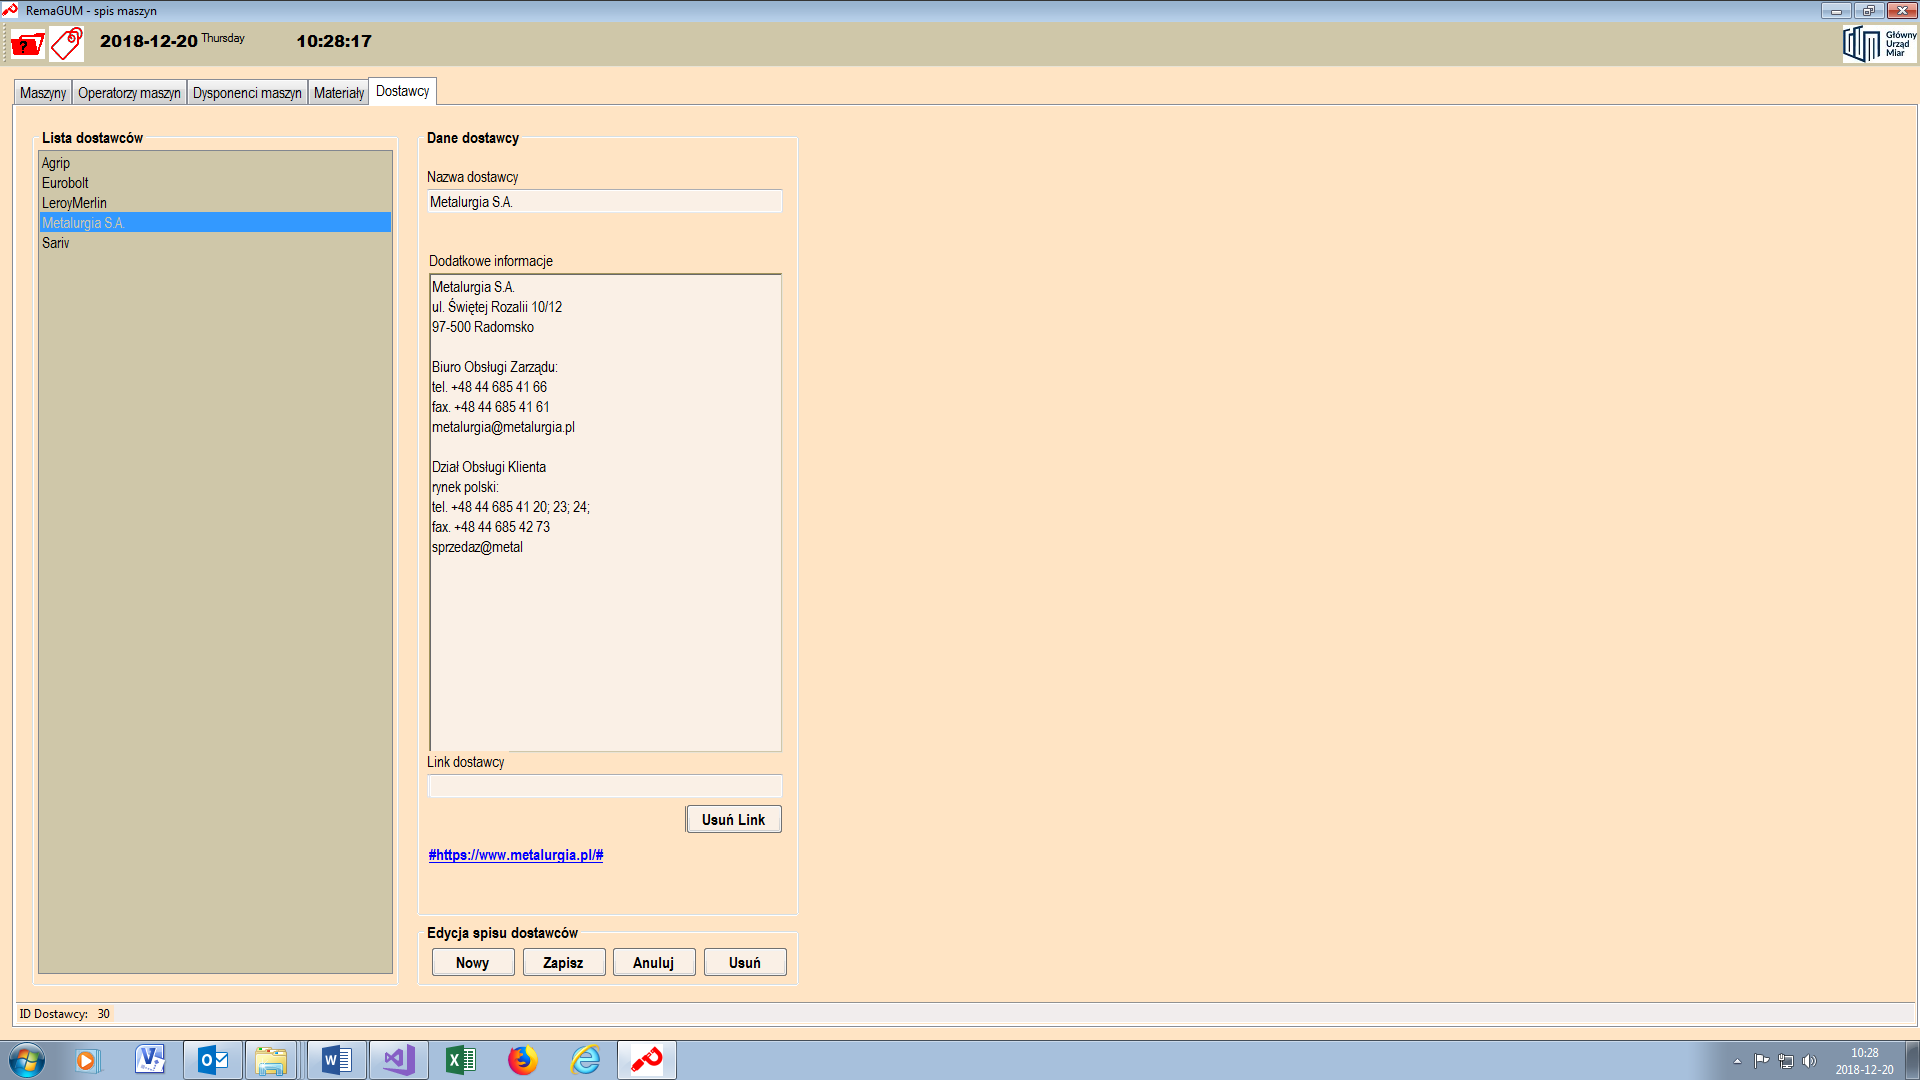 RemaGUM - spis maszyn
2018-12-20 Thursday 10:28:17
Główny
Urząd
Miar
Maszyny Operatorzy maszyn Dysponenci maszyn Materiały Dostawcy
Lista dostawców
Agrip
Eurobolt
LeroyMerlin
Metalurgia S.A.
Sariv
Dane dostawcy
Nazwa dostawcy
Metalurgia S.A.
Dodatkowe informacje
Metalurgia S.A.
ul. Świętej Rozalii 10/12
97-500 Radomsko
Biuro Obsługi Zarządu:
tel. +48 44 685 41 66
fax. +48 44 685 41 61
metalurgia@metalurgia.pl
Dział Obsługi Klienta
rynek polski:
tel. +48 44 685 41 20; 23; 24;
fax. +48 44 685 42 73
sprzedaz@metal
Link dostawcy
Usuń Link
#https://www.metalurgia.pl/#
Edycja spisu dostawców
Nowy Zapisz Anuluj Usuń
ID Dostawcy: 30
10:28
2018-12-20